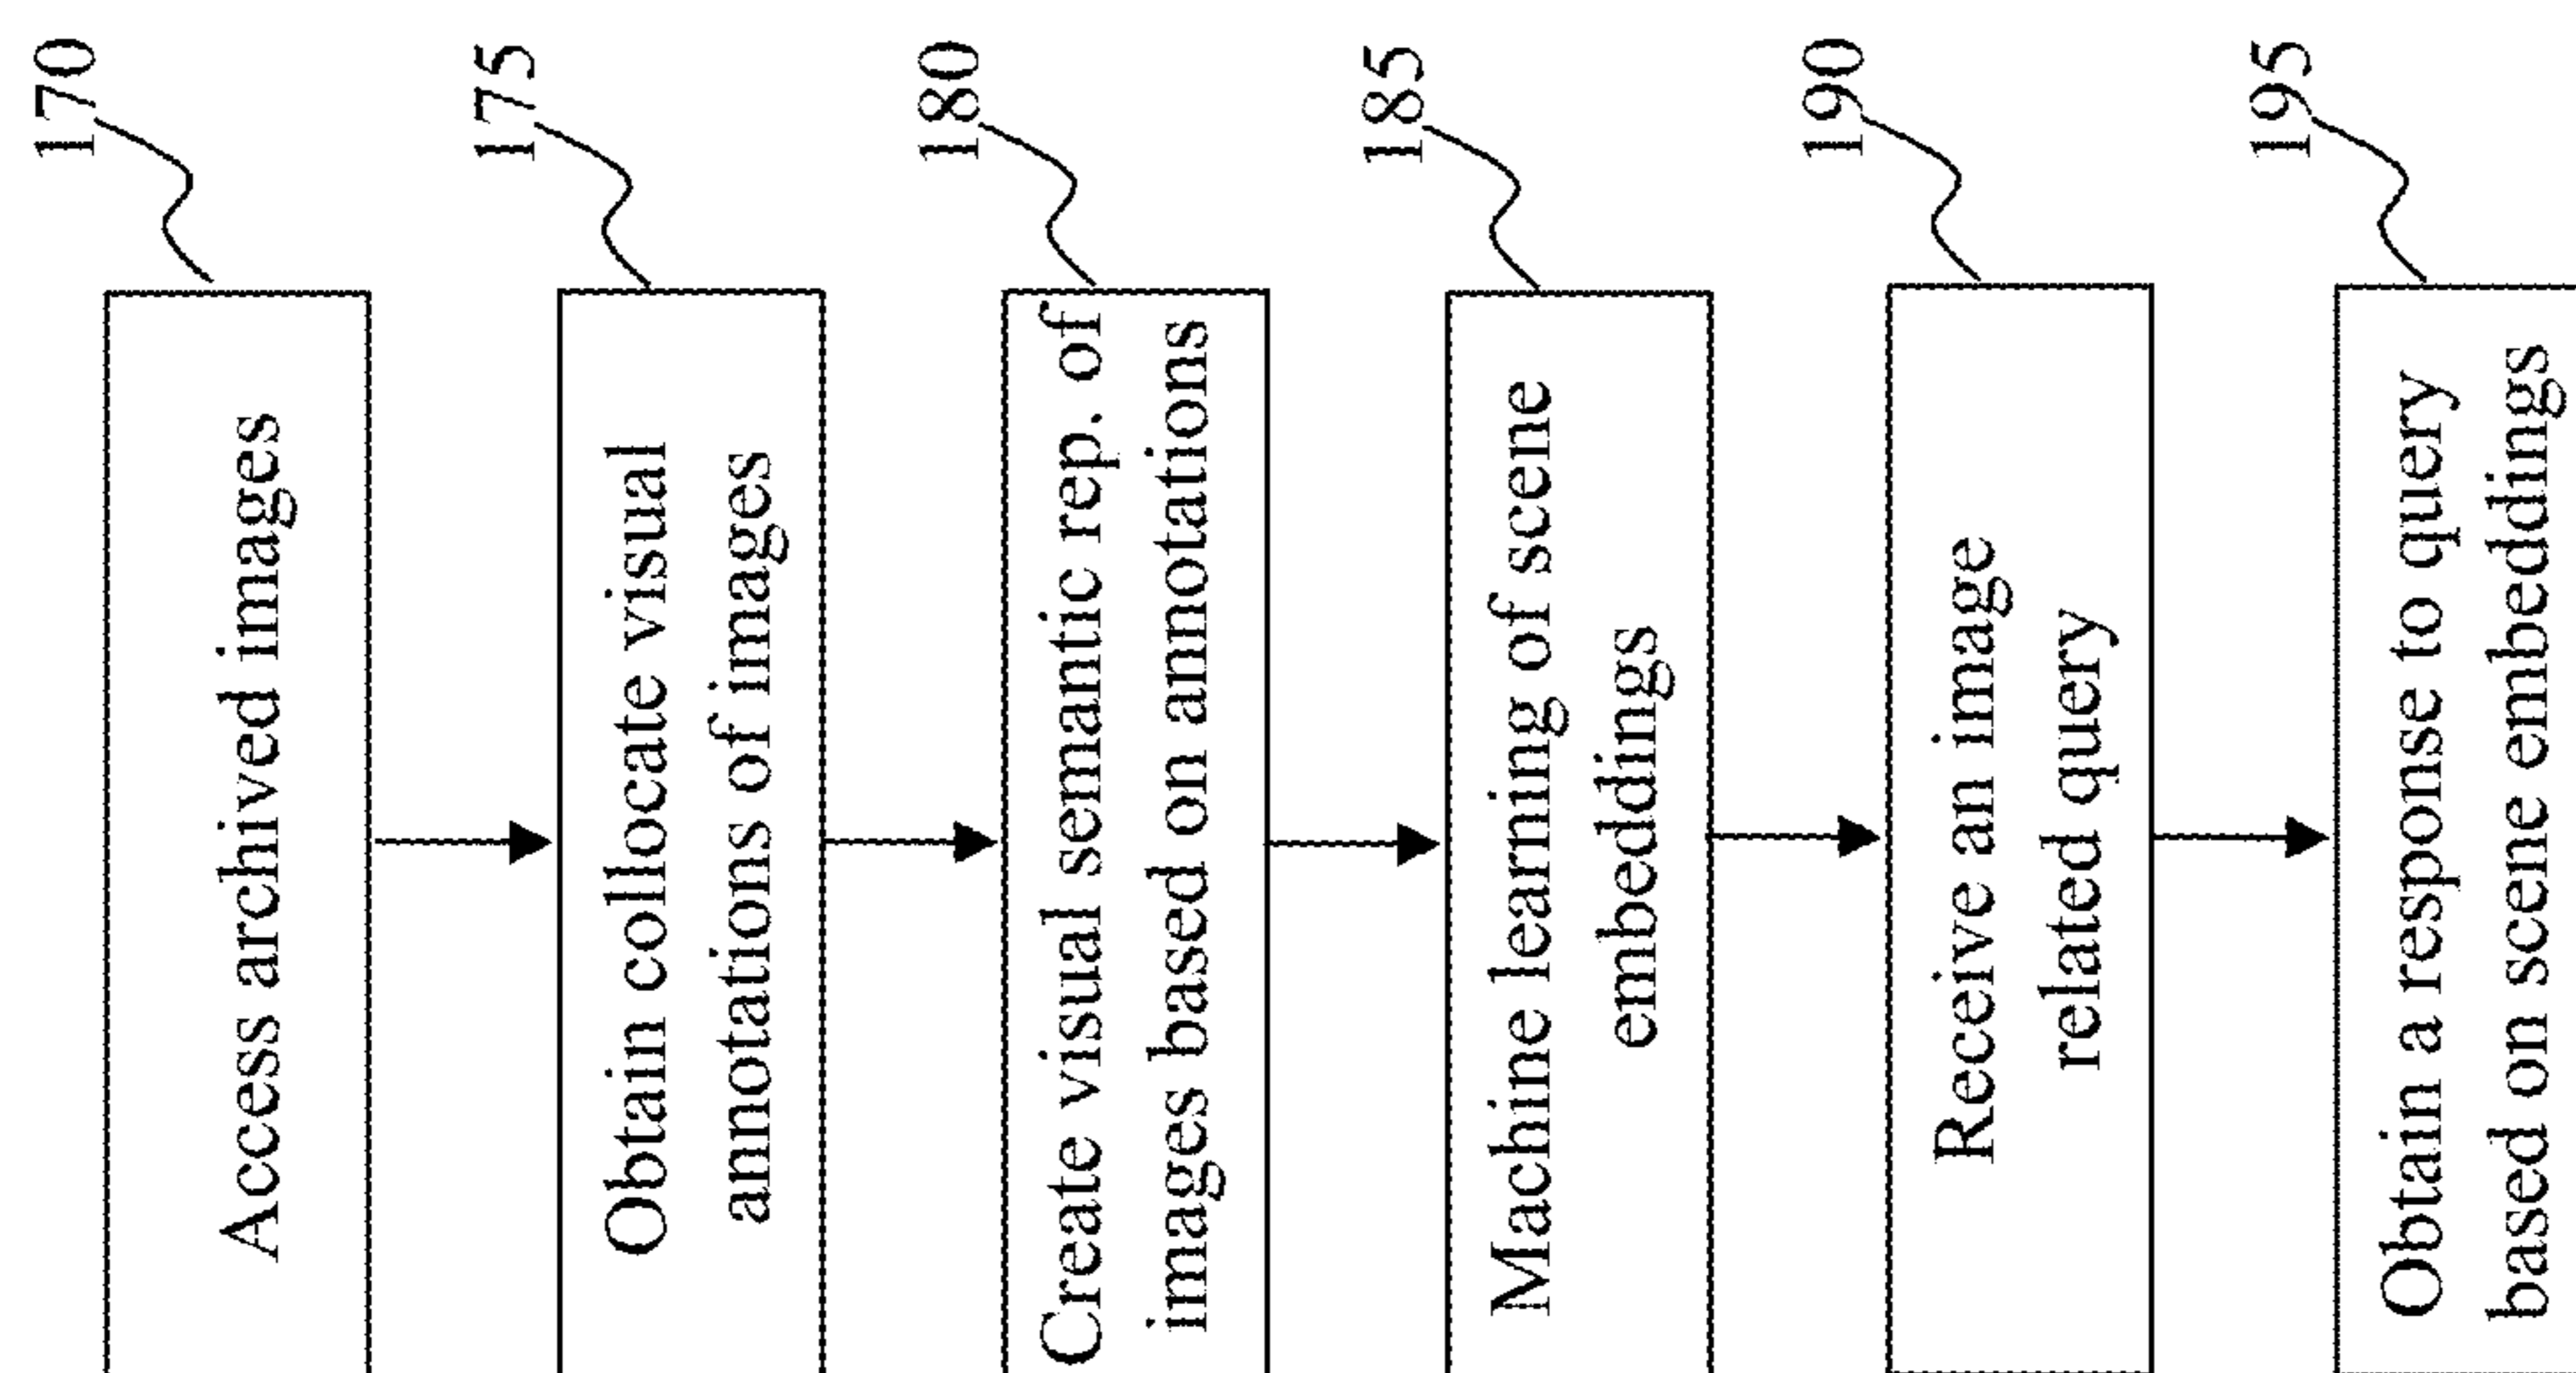 170
Access archived images
175
Obtain collocate visual
annotations of images
180
Create visual semantic rep. of
images based on annotations
185
Machine learning of scene
embeddings
190
Receive an image
related query
195
Obtain a response to query
based on scene embeddings